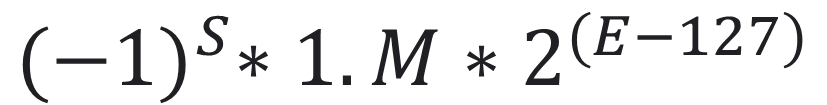 (−1)^S * 1. M * 2^(E−127)